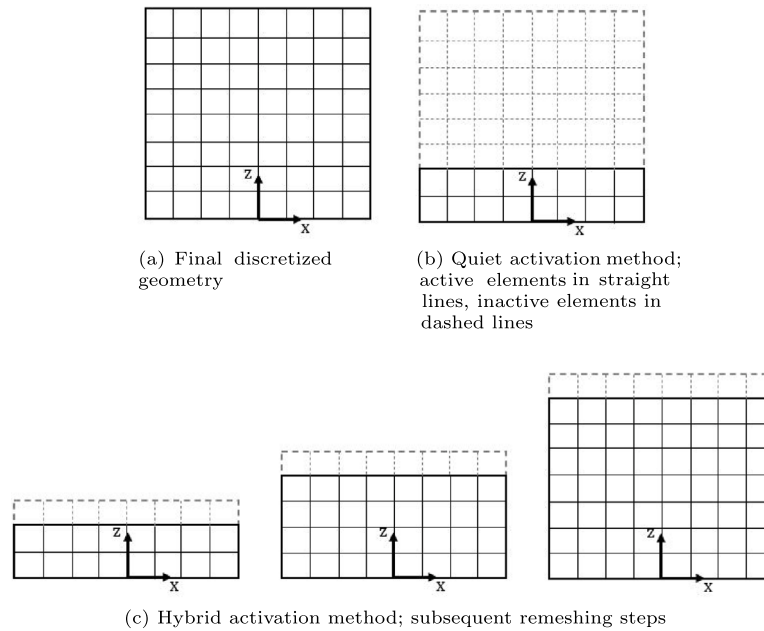 Z
X
Z
X
(a) Final discretized
geometry
(b) Quiet activation method;
active elements in straight
lines, inactive elements in
dashed lines
Z
X
Z
X
Z
X
(c) Hybrid activation method; subsequent remeshing steps